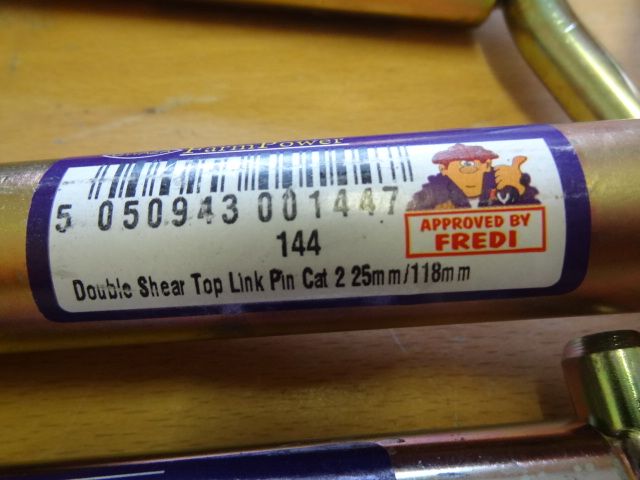 FarmPower
5 050943 001447
144
APPROVED BY
FREDI
Double Shear Top Link Pin Cat 2 25mm/118mm